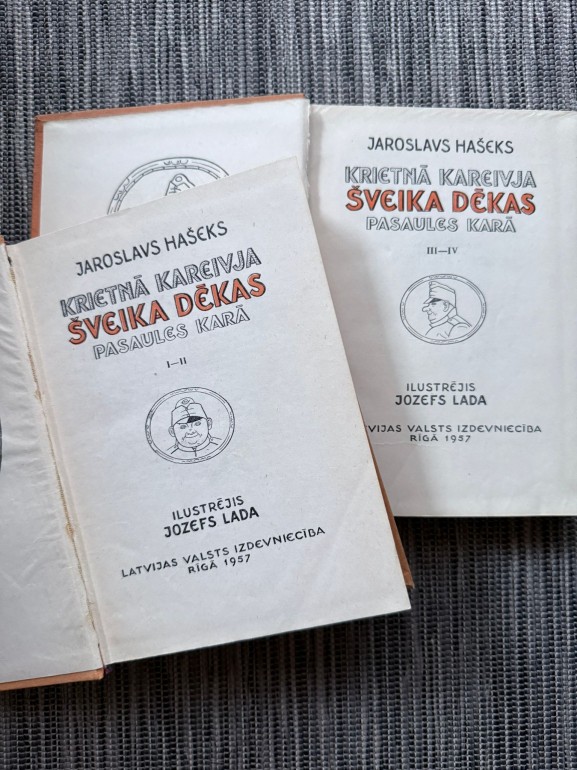 JAROSLAVS HAŠEKS
KRIETNĀ KAREIVJA
ŠVEIKA DĒKAS
PASAULES KARĀ
I—II
ILUSTRĒJIS
JOZEFS LADA
LATVIJAS VALSTS IZDEVNIECĪBA
RĪGĀ 1957
JAROSLAVS HAŠEKS
KRIETNĀ KAREIVJA
ŠVEIKA DĒKAS
PASAULES KARĀ
III—IV
ILUSTRĒJIS
JOZEFS LADA
VIJAS VALSTS IZDEVNIECĪBA
RĪGĀ 1957